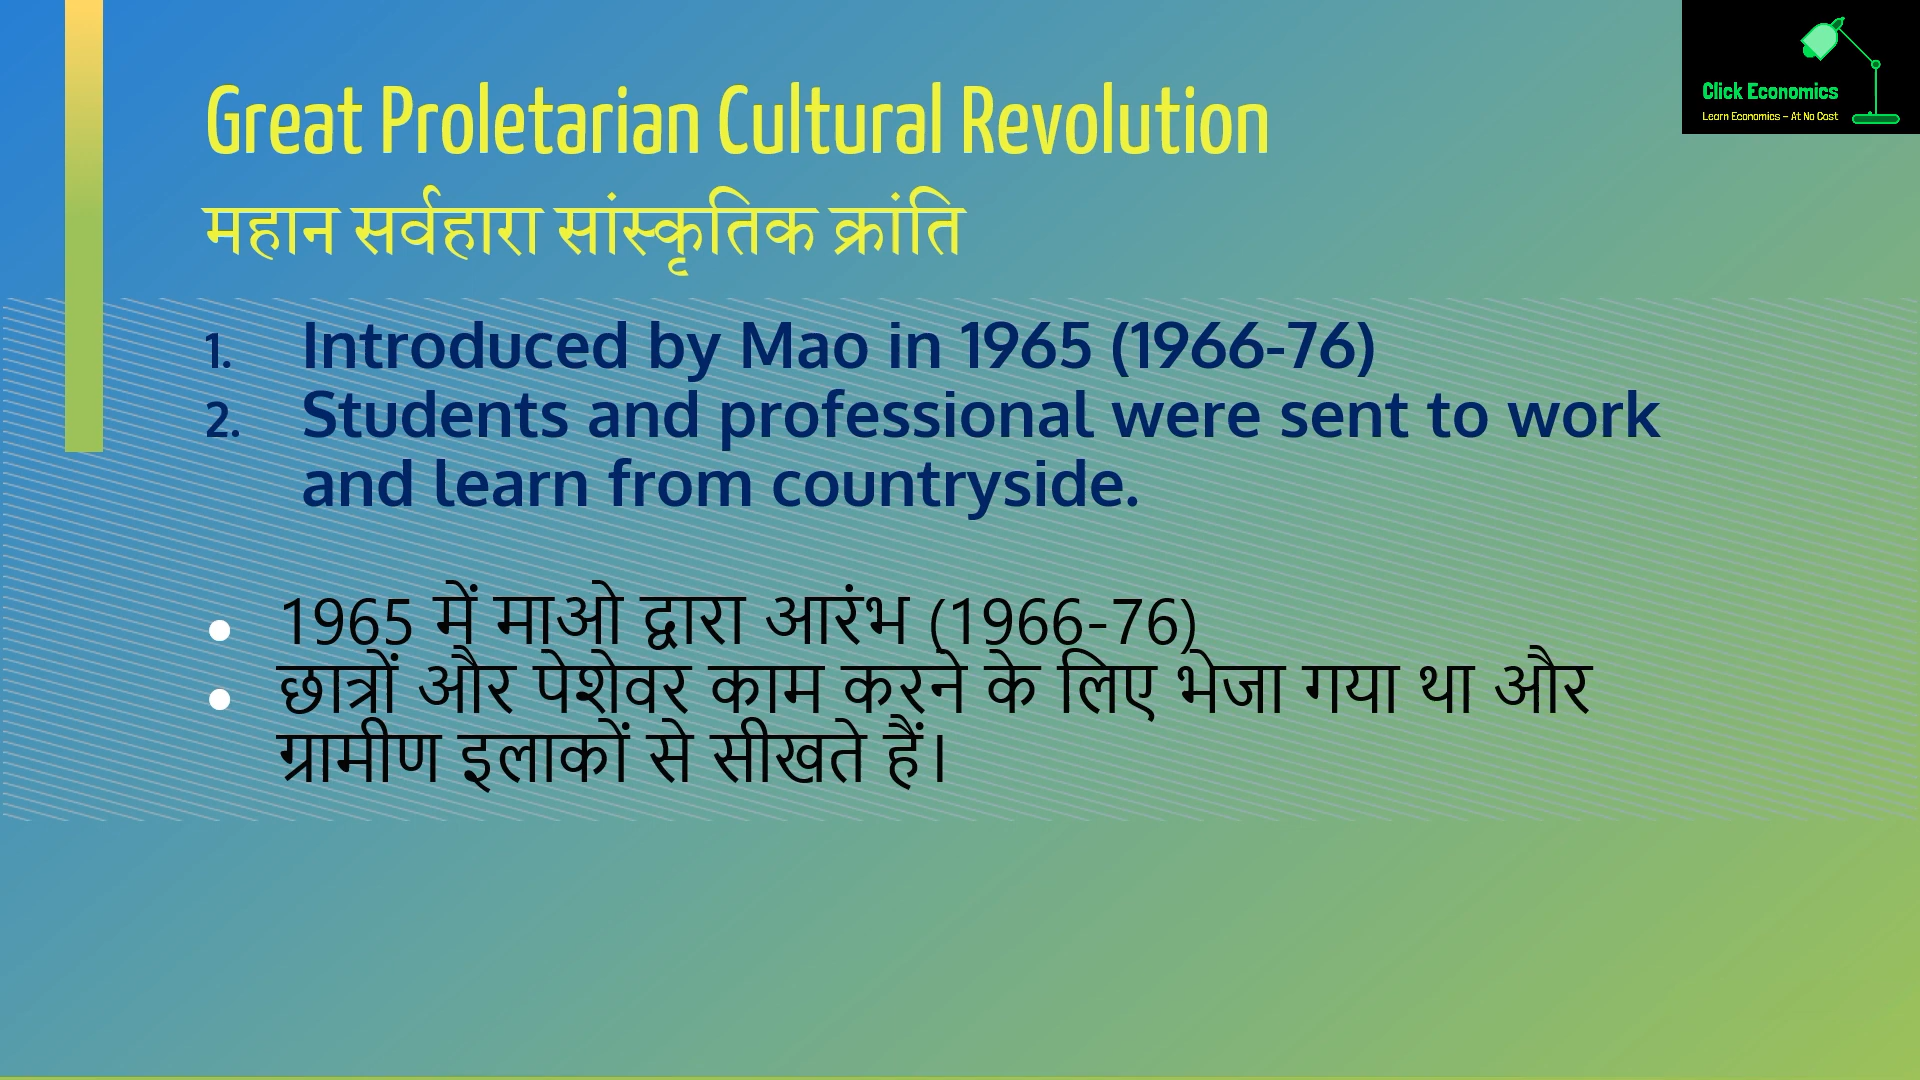 Click Economics
Learn Economics – At No Cost
Great Proletarian Cultural Revolution
महान सर्वहारा सांस्कृतिक क्रांति
1. Introduced by Mao in 1965 (1966-76)
2. Students and professional were sent to work
and learn from countryside.
● 1965 में माओ द्वारा आरंभ (1966-76)
● छात्रों और पेशेवर काम करने के लिए भेजा गया था और
ग्रामीण इलाकों से सीखते हैं।